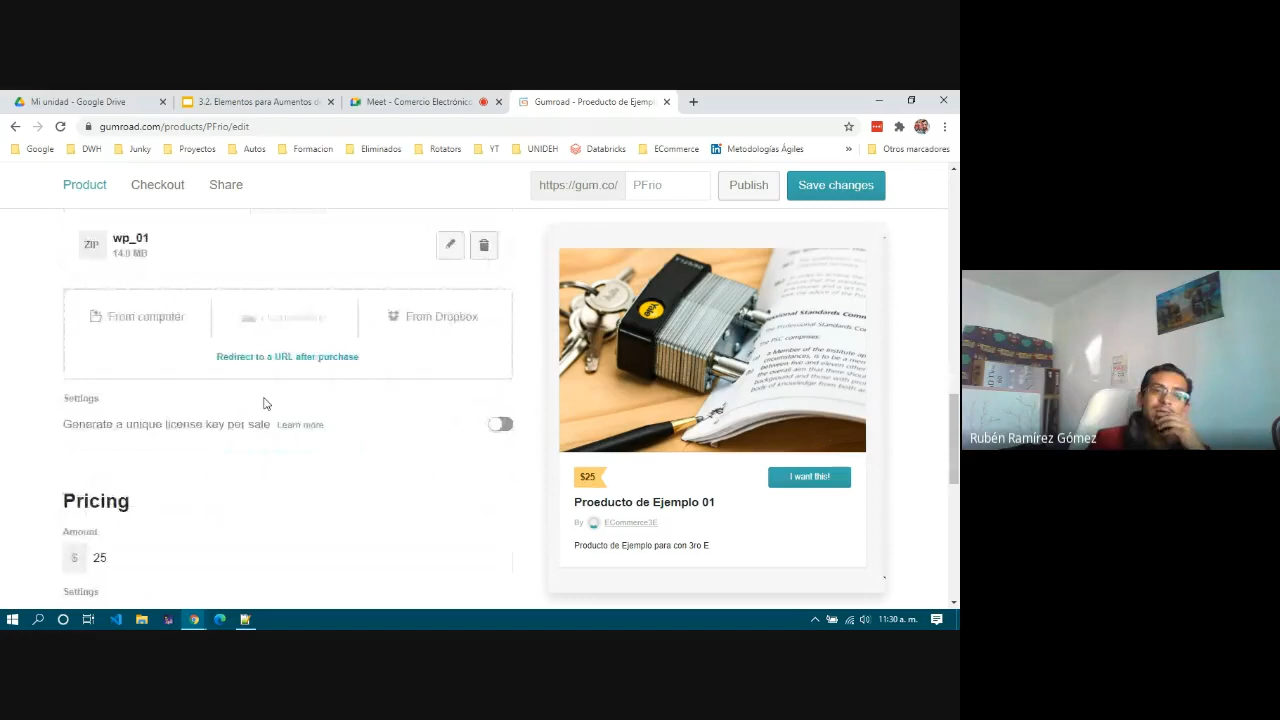 Mi unidad - Google Drive
3.2. Elementos para Aumentos d
Meet - Comercio Electrónic
Gumroad - Proeducto de Ejempl
gumroad.com/products/PFrio/edit
Google
DWH
Junky
Proyectos
Autos
Formacion
Eliminados
Rotators
YT
UNIDEH
Databricks
ECommerce
Metodologías Ágiles
»
Otros marcadores
Product
Checkout
Share
https://gum.co/
PFrio
Publish
Save changes
ZIP
wp_01
14.0 MB
From computer
From Dropbox
Redirect to a URL after purchase
Settings
Generate a unique license key per sale Learn more
Pricing
Amount
$ 25
Settings
Yale
$25
I want this!
Proeducto de Ejemplo 01
By ECommerce3E
Producto de Ejemplo para con 3ro E
11:30 a. m.
Rubén Ramírez Gómez